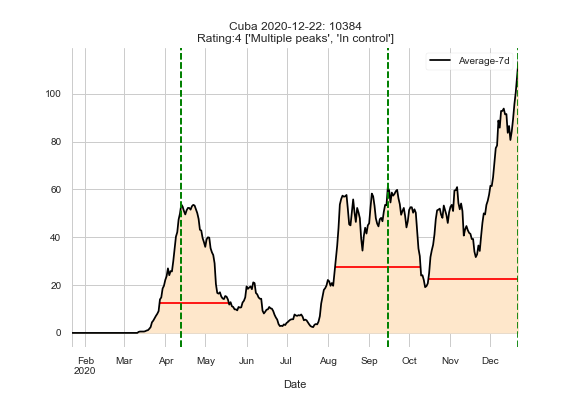 Cuba 2020-12-22: 10384
Rating:4 ['Multiple peaks', 'In control']
Average-7d
100
80
60
40
20
0
Feb Mar Apr May Jun Jul Aug Sep Oct Nov Dec
2020
Date